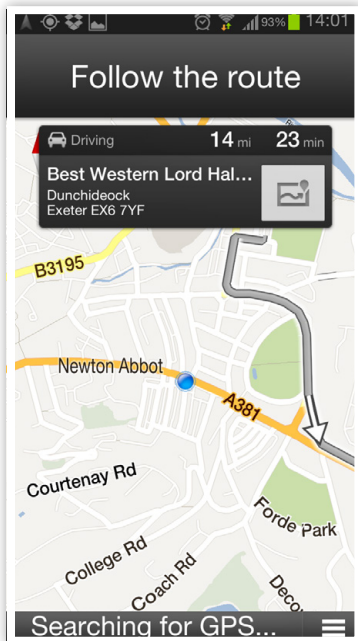 93% 14:01
Follow the route
Driving 14 mi 23 min
Best Western Lord Hal...
Dunchideock
Exeter EX6 7YF
B3195
Newton Abbot
A381
Courtenay Rd
Forde Park
College Rd
Coach Rd
Deco
Searching for GPS...